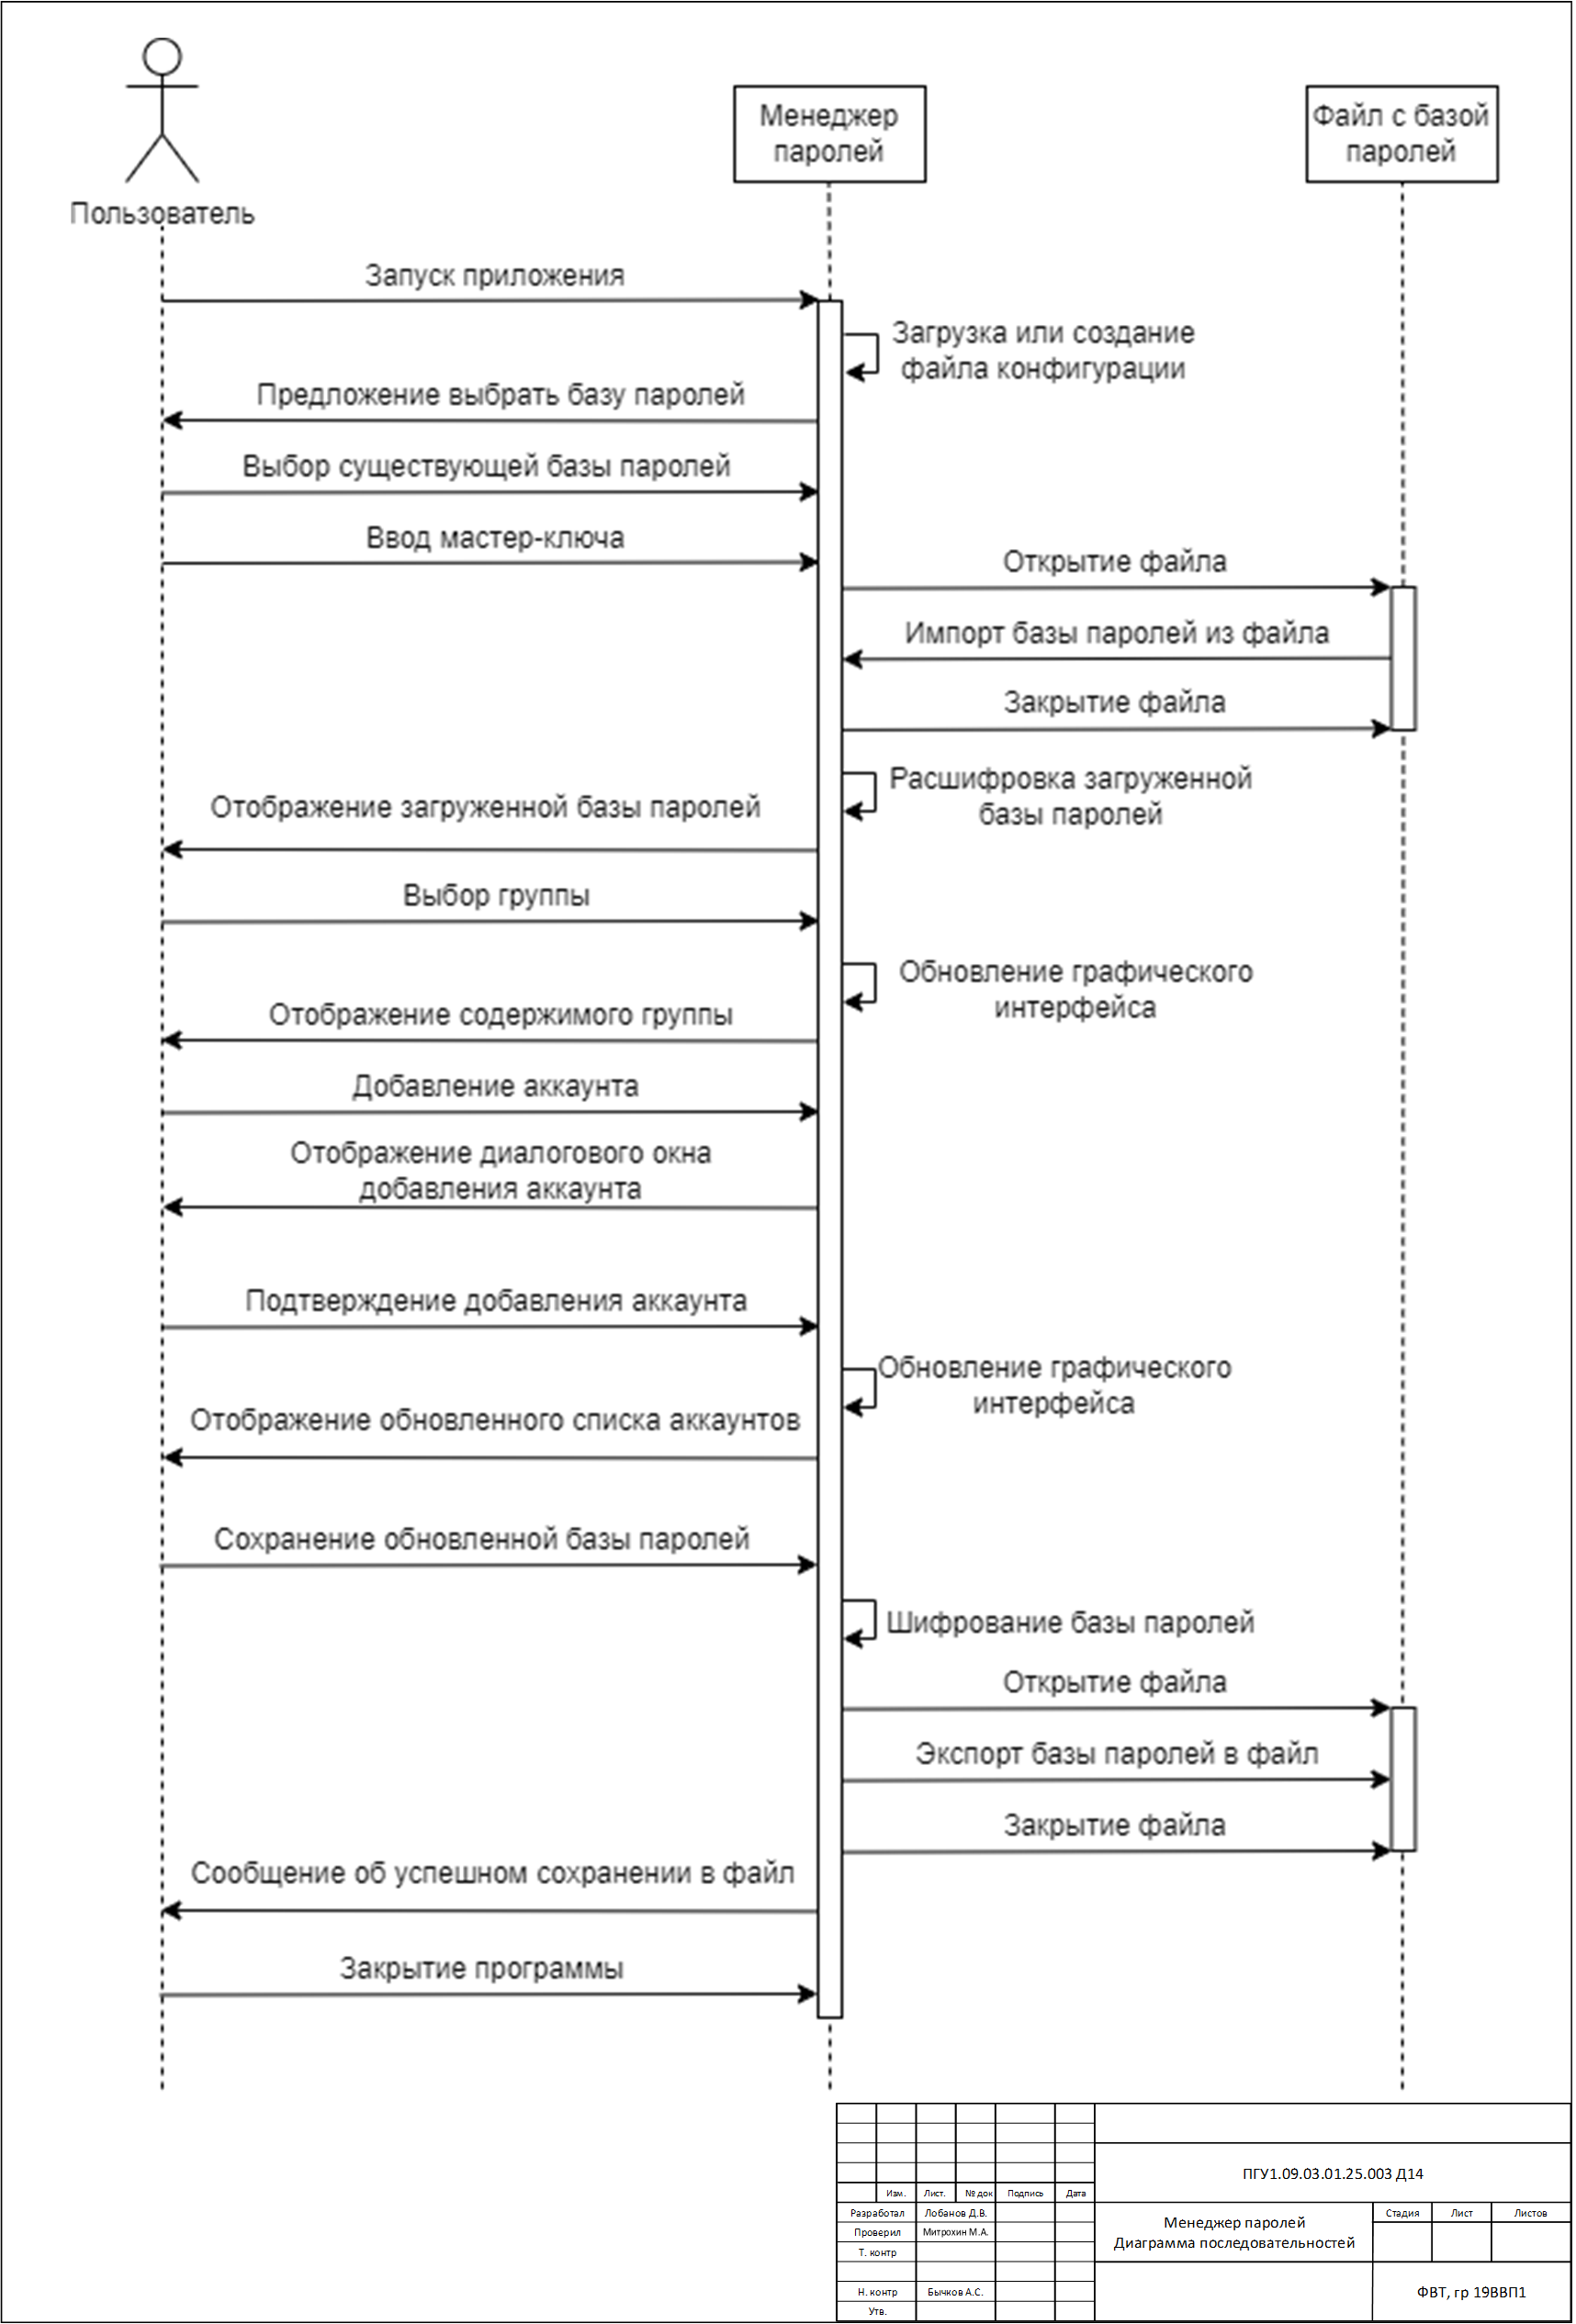 Менеджер
паролей
Файл с базой
паролей
Пользователь
Запуск приложения
Загрузка или создание
файла конфигурации
Предложение выбрать базу паролей
Выбор существующей базы паролей
Ввод мастер-ключа
Открытие файла
Импорт базы паролей из файла
Закрытие файла
Расшифровка загруженной
базы паролей
Отображение загруженной базы паролей
Выбор группы
Обновление графического
интерфейса
Отображение содержимого группы
Добавление аккаунта
Отображение диалогового окна
добавления аккаунта
Подтверждение добавления аккаунта
Обновление графического
интерфейса
Отображение обновленного списка аккаунтов
Сохранение обновленной базы паролей
Шифрование базы паролей
Открытие файла
Экспорт базы паролей в файл
Закрытие файла
Сообщение об успешном сохранении в файл
Закрытие программы
ПГУ1.09.03.01.25.003 Д14
Изм. Лист. № док Подпись Дата
Разработал Лобанов Д.В.
Проверил Митрохин М.А.
Т. контр
Н. контр Бычков А.С.
Утв.
Менеджер паролей
Диаграмма последовательностей
Стадия Лист Листов
ФВТ, гр 19ВВП1